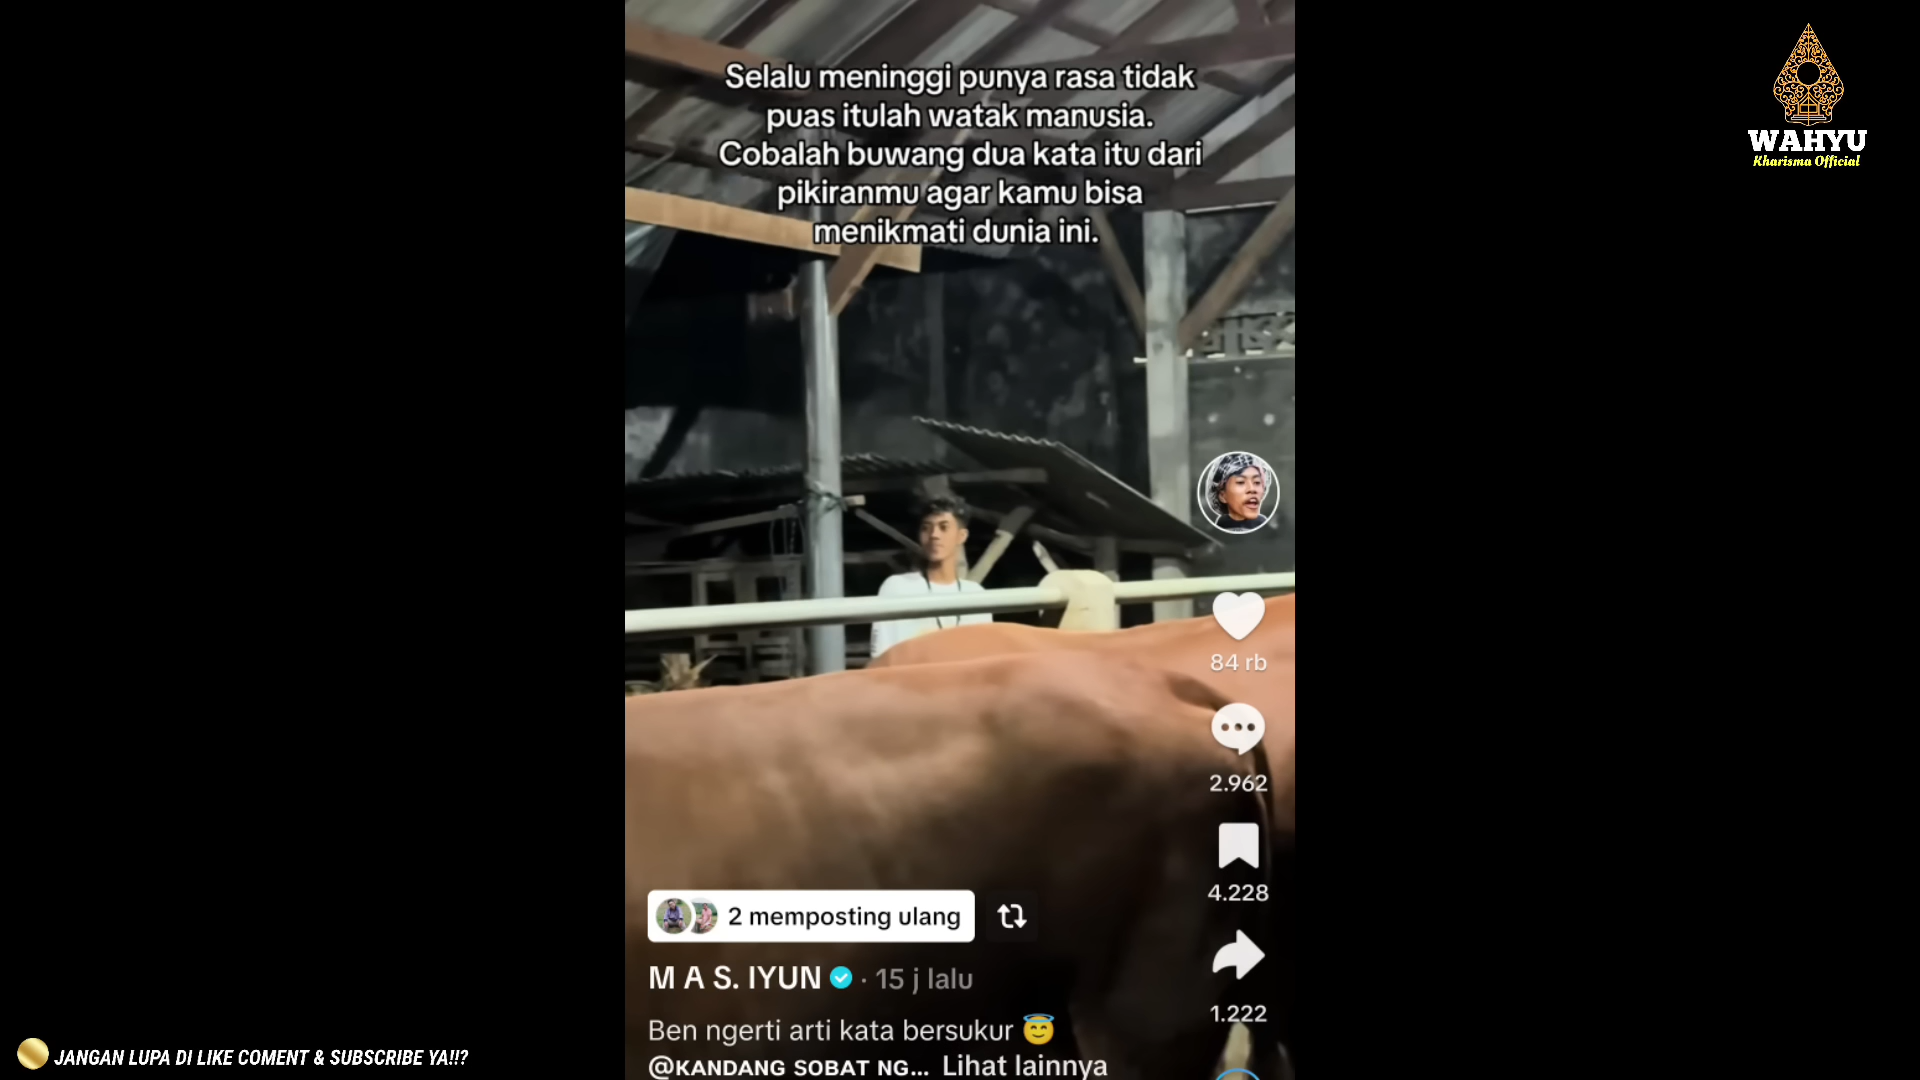 Selalu meninggi punya rasa tidak
puas itulah watak manusia.
Cobalah buwang dua kata itu dari
pikiranmu agar kamu bisa
menikmati dunia ini.
WAHYU
Kharisma Official
84 rb
2.962
4.228
1.222
2 memposting ulang
M A S. IYUN · 15 j lalu
Ben ngerti arti kata bersukur 😇
@KANDANG SOBAT NG... Lihat lainnya
JANGAN LUPA DI LIKE COMENT & SUBSCRIBE YA!!?